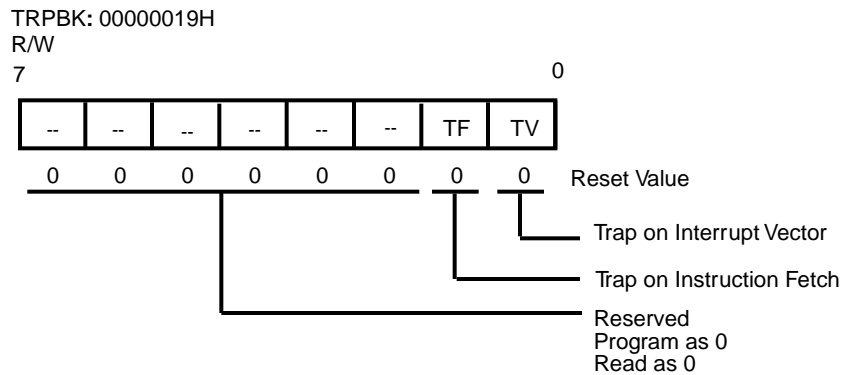 TRPBK: 00000019H
R/W
7 0
-- -- -- -- -- -- TF TV
0 0 0 0 0 0 0 0 Reset Value
Trap on Interrupt Vector
Trap on Instruction Fetch
Reserved
Program as 0
Read as 0